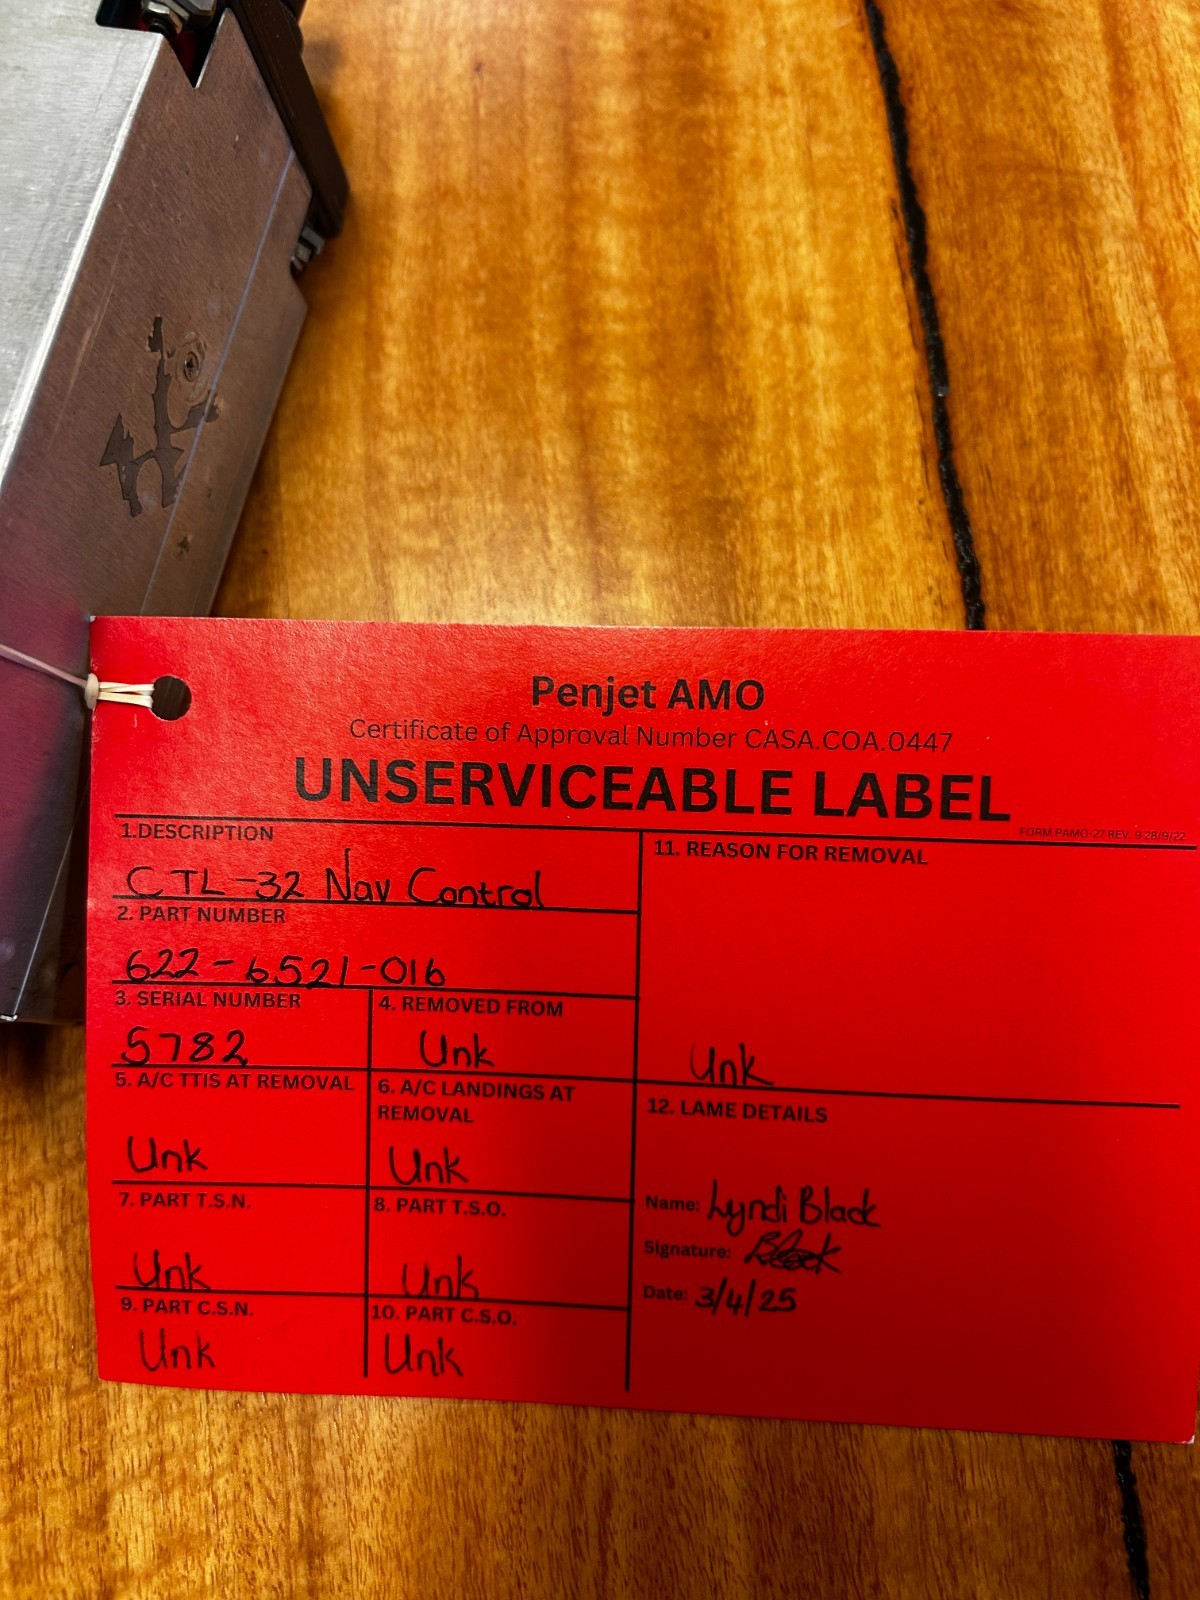 Penjet AMO
Certificate of Approval Number CASA.COA.0447
UNSERVICEABLE LABEL
FORM PAMO-27 REV. 9-28/9/22
1.DESCRIPTION
CTL-32 Nav Control
2. PART NUMBER
622-6521-016
3. SERIAL NUMBER
5782
4. REMOVED FROM
Unk
5. A/C TTIS AT REMOVAL
Unk
6. A/C LANDINGS AT
REMOVAL
Unk
7. PART T.S.N.
Unk
8. PART T.S.O.
Unk
9. PART C.S.N.
Unk
10. PART C.S.O.
Unk
11. REASON FOR REMOVAL
Unk
12. LAME DETAILS
Name: Lyndi Black
Signature: Black
Date: 3/4/25